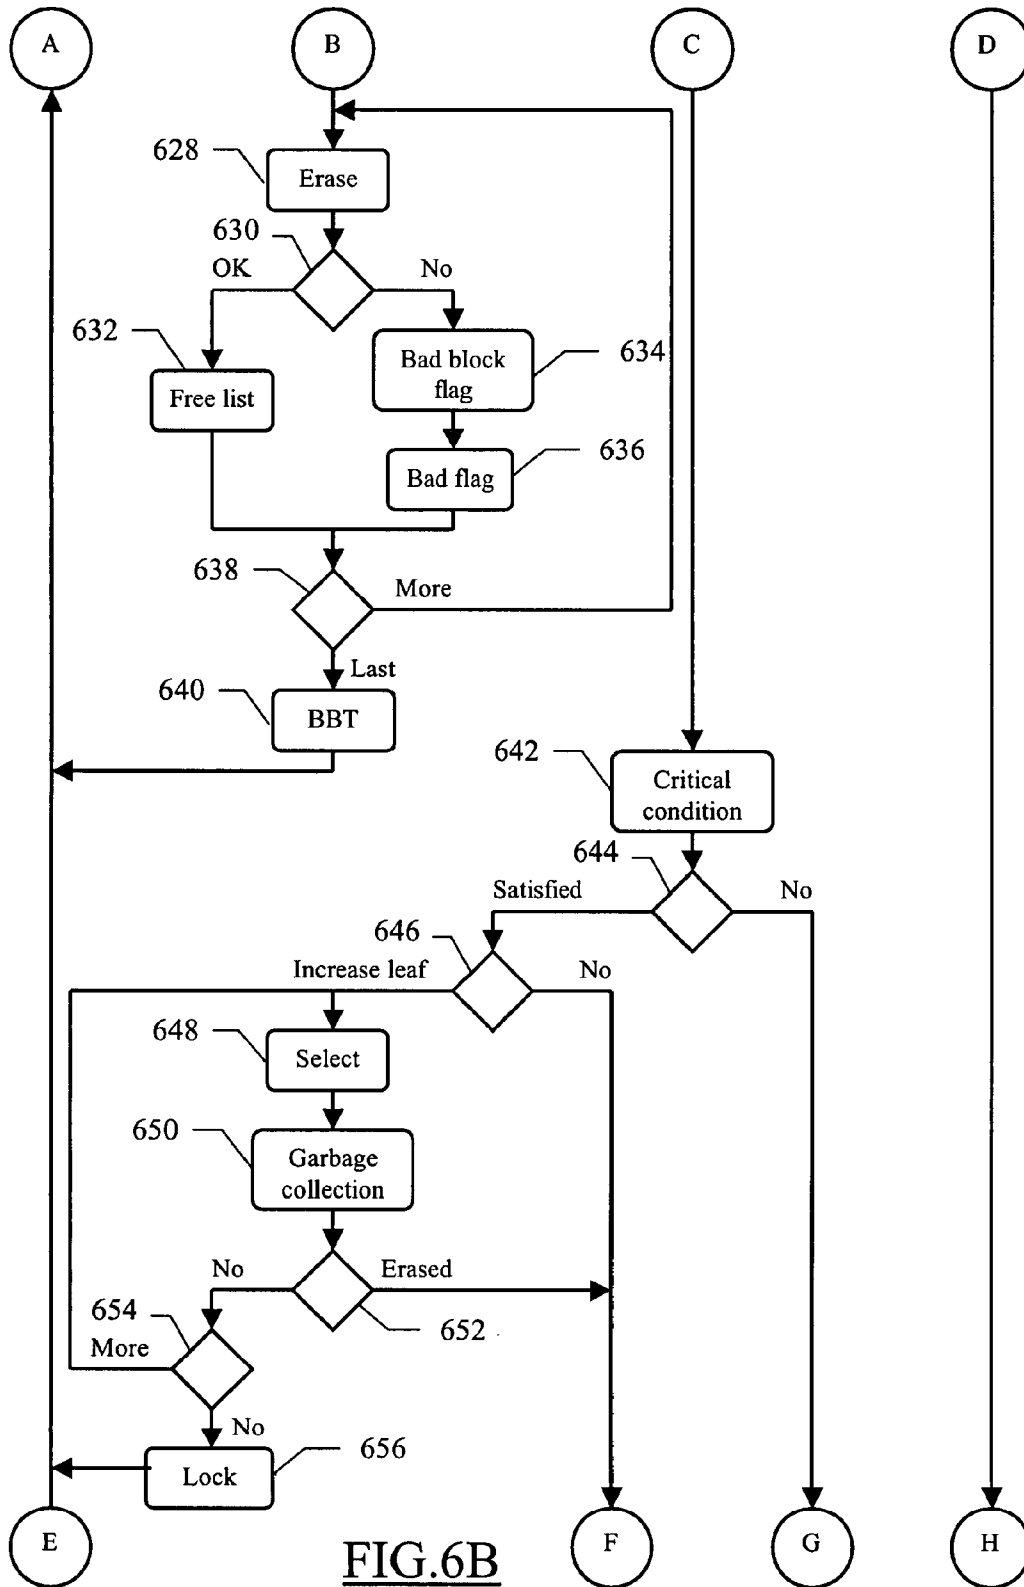 A
B
C
D
628
Erase
630
OK
No
632
634
Bad block
flag
Free list
636
Bad flag
638
More
Last
640
BBT
642
Critical
condition
644
Satisfied
No
646
Increase leaf
No
648
Select
650
Garbage
collection
No
Erased
654
652
More
No
656
Lock
E
F
G
H
FIG.6B